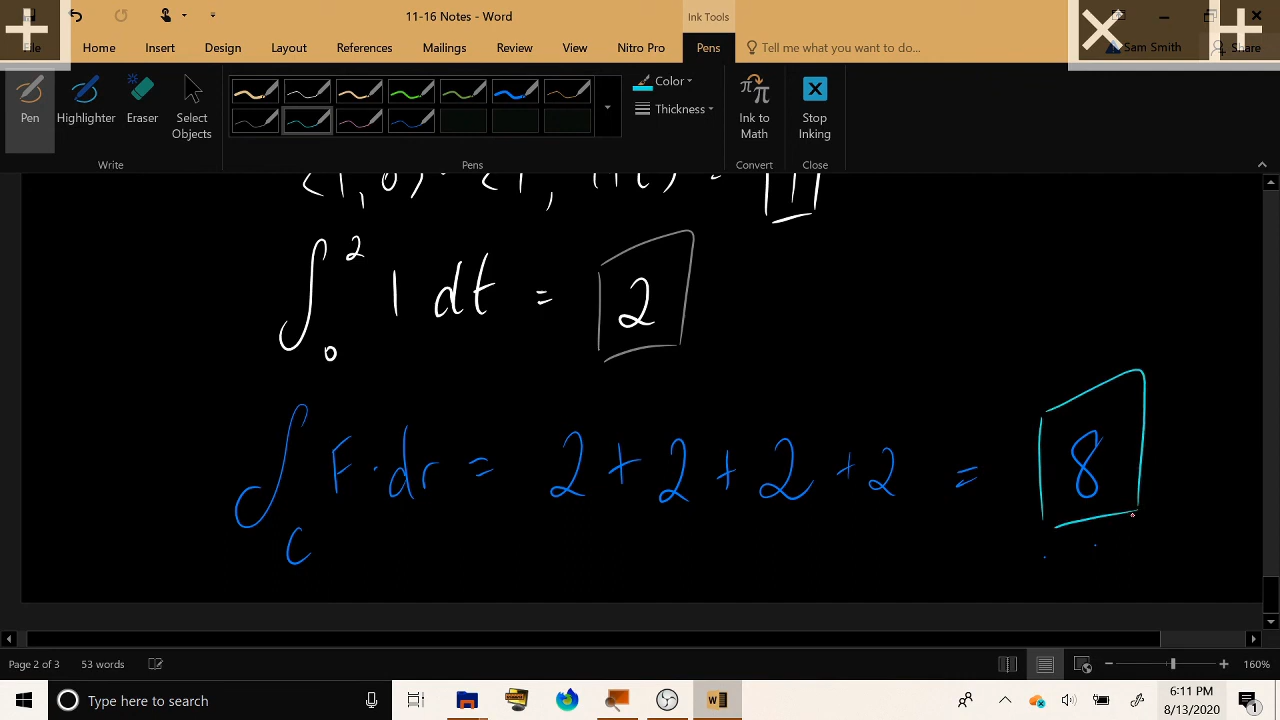 11-16 Notes - Word
Ink Tools
File Home Insert Design Layout References Mailings Review View Nitro Pro Pens Tell me what you want to do... Sam Smith Share
Pen Highlighter Eraser Select Objects
Color
Thickness
Ink to Math
Stop Inking
Write Pens Convert Close
∫₀² 1 dt = 2
∫_C F · dr = 2 + 2 + 2 + 2 = 8
Page 2 of 3 53 words 160%
Type here to search 6:11 PM
8/13/2020 1